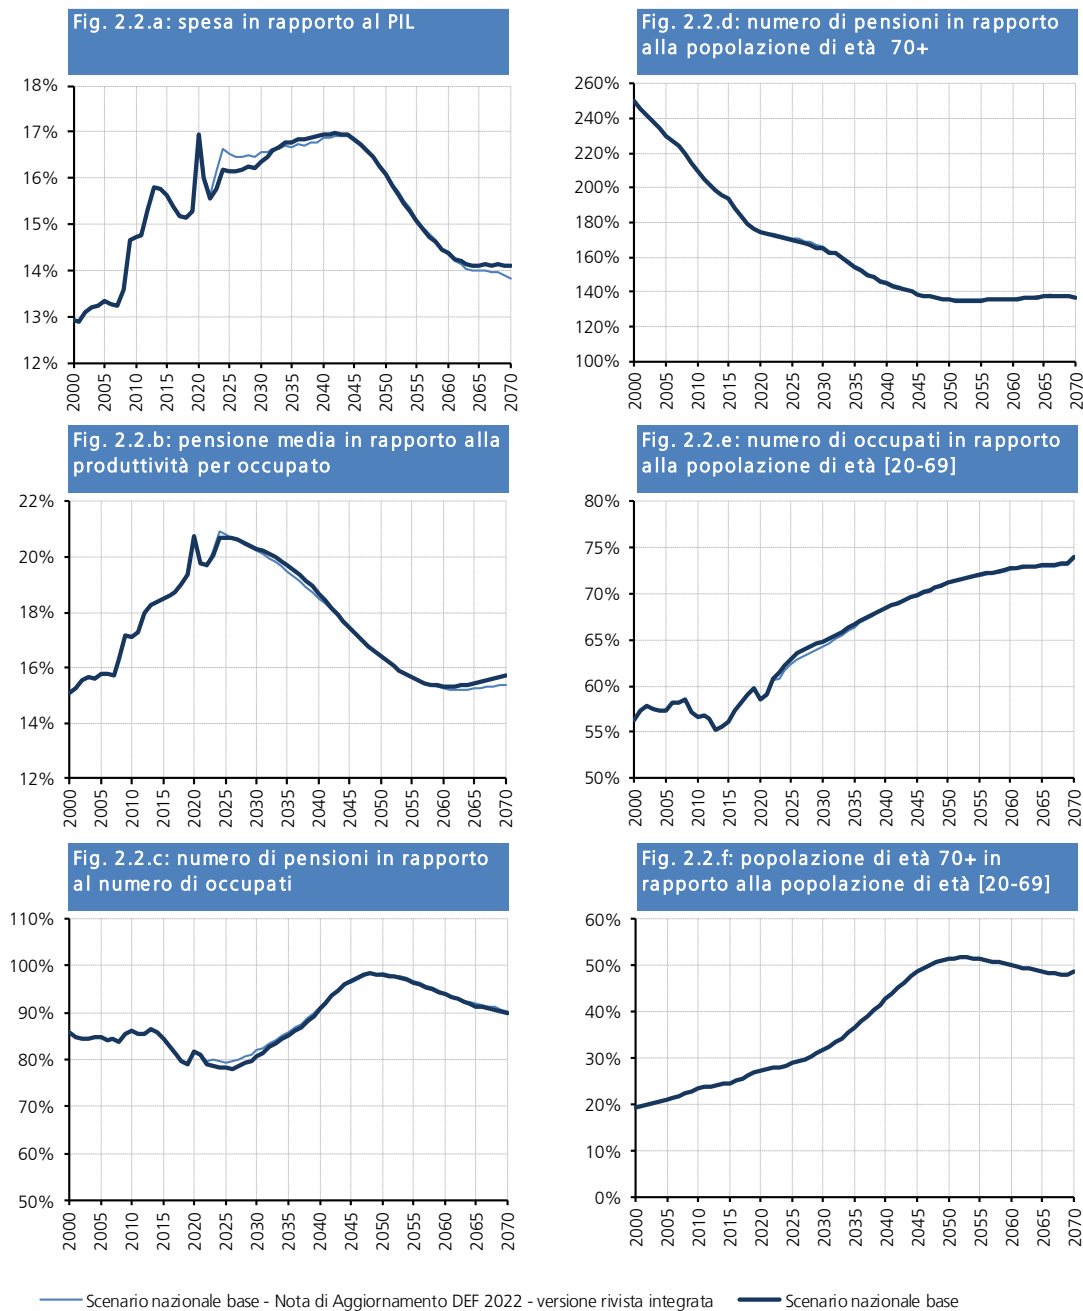 Fig. 2.2.a: spesa in rapporto al PIL
18%
17%
16%
15%
14%
13%
12%
2000 2005 2010 2015 2020 2025 2030 2035 2040 2045 2050 2055 2060 2065 2070
Fig. 2.2.d: numero di pensioni in rapporto
alla popolazione di età 70+
260%
240%
220%
200%
180%
160%
140%
120%
100%
2000 2005 2010 2015 2020 2025 2030 2035 2040 2045 2050 2055 2060 2065 2070
Fig. 2.2.b: pensione media in rapporto alla
produttività per occupato
22%
20%
18%
16%
14%
12%
2000 2005 2010 2015 2020 2025 2030 2035 2040 2045 2050 2055 2060 2065 2070
Fig. 2.2.e: numero di occupati in rapporto
alla popolazione di età [20-69]
80%
75%
70%
65%
60%
55%
50%
2000 2005 2010 2015 2020 2025 2030 2035 2040 2045 2050 2055 2060 2065 2070
Fig. 2.2.c: numero di pensioni in rapporto
al numero di occupati
110%
100%
90%
80%
70%
60%
50%
2000 2005 2010 2015 2020 2025 2030 2035 2040 2045 2050 2055 2060 2065 2070
Fig. 2.2.f: popolazione di età 70+ in
rapporto alla popolazione di età [20-69]
60%
50%
40%
30%
20%
10%
0%
2000 2005 2010 2015 2020 2025 2030 2035 2040 2045 2050 2055 2060 2065 2070
Scenario nazionale base - Nota di Aggiornamento DEF 2022 - versione rivista integrata
Scenario nazionale base